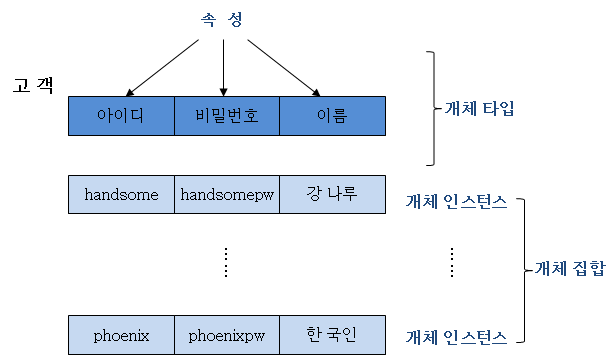 속 성
고 객
아이디 비밀번호 이름
개체 타입
handsome handsomepw 강 나루
개체 인스턴스
개체 집합
phoenix phoenixpw 한 국인
개체 인스턴스